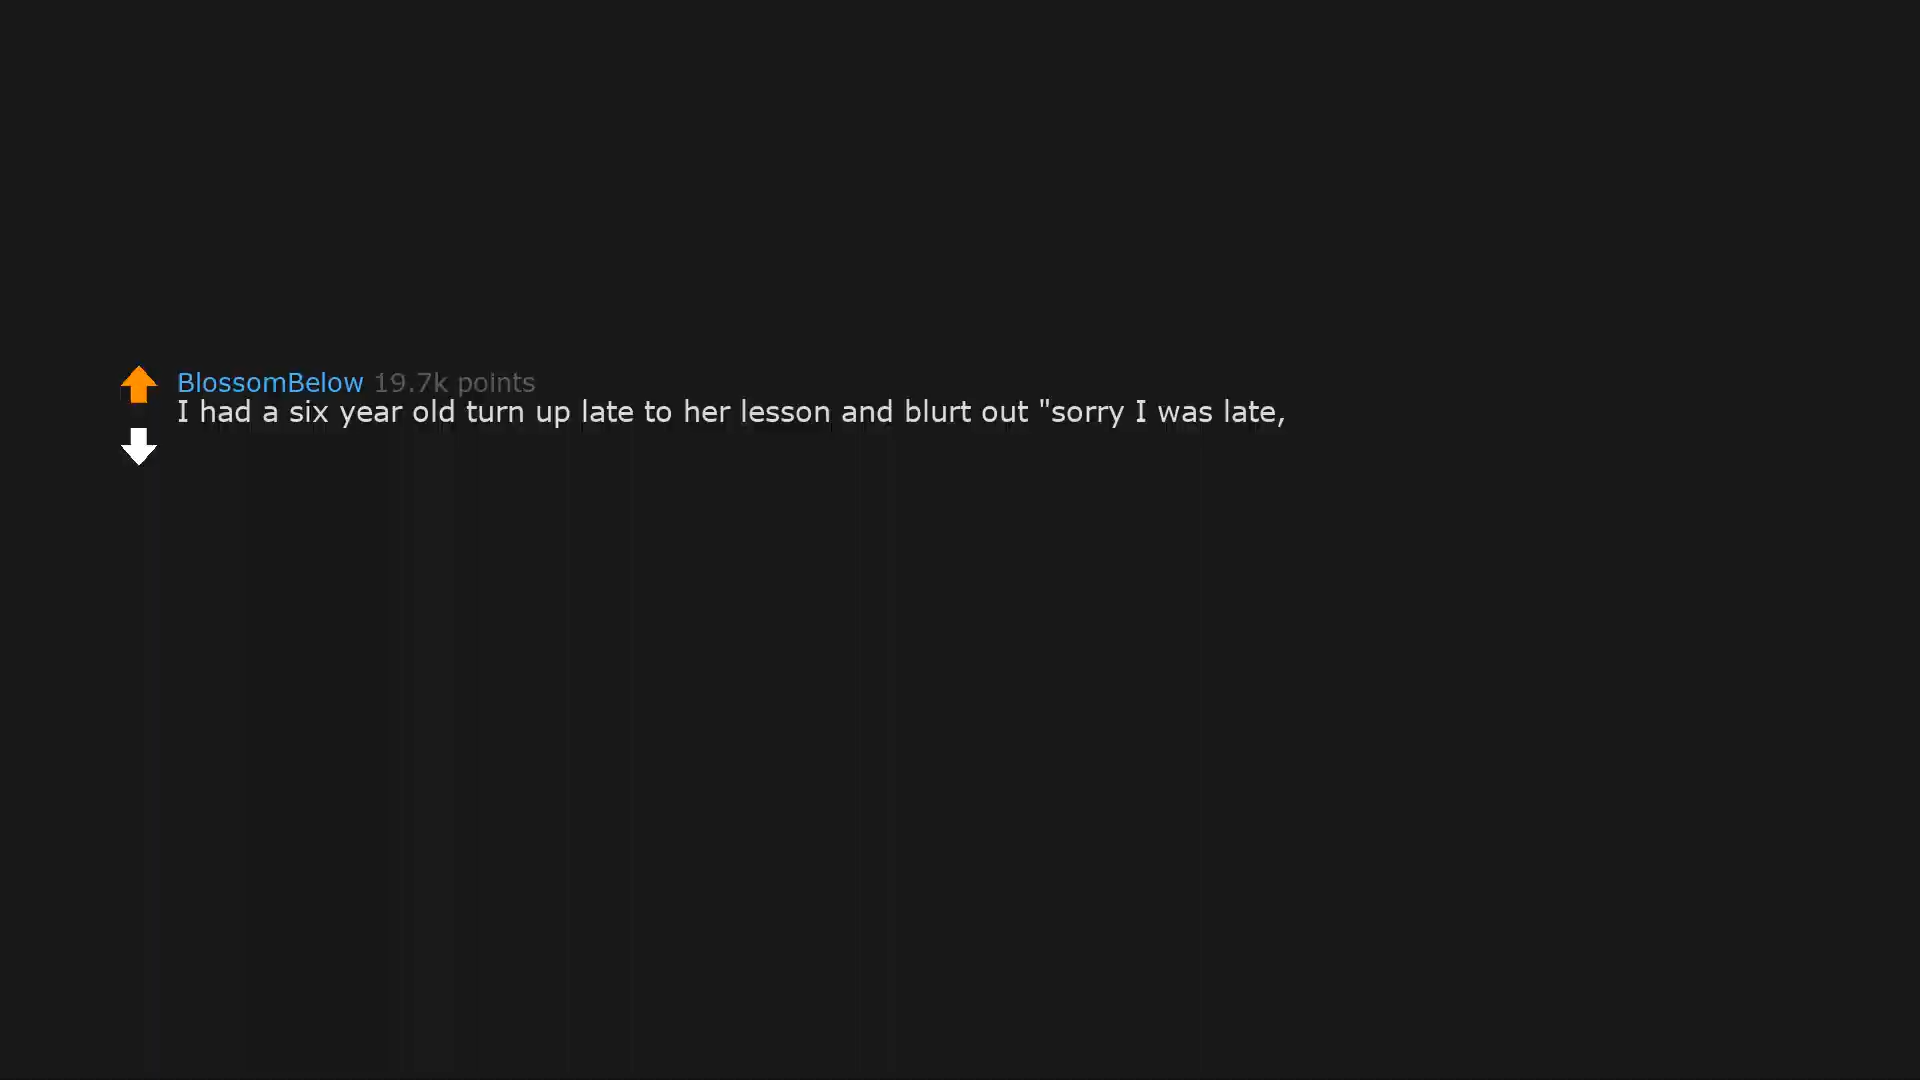 BlossomBelow 19.7k points
I had a six year old turn up late to her lesson and blurt out "sorry I was late,